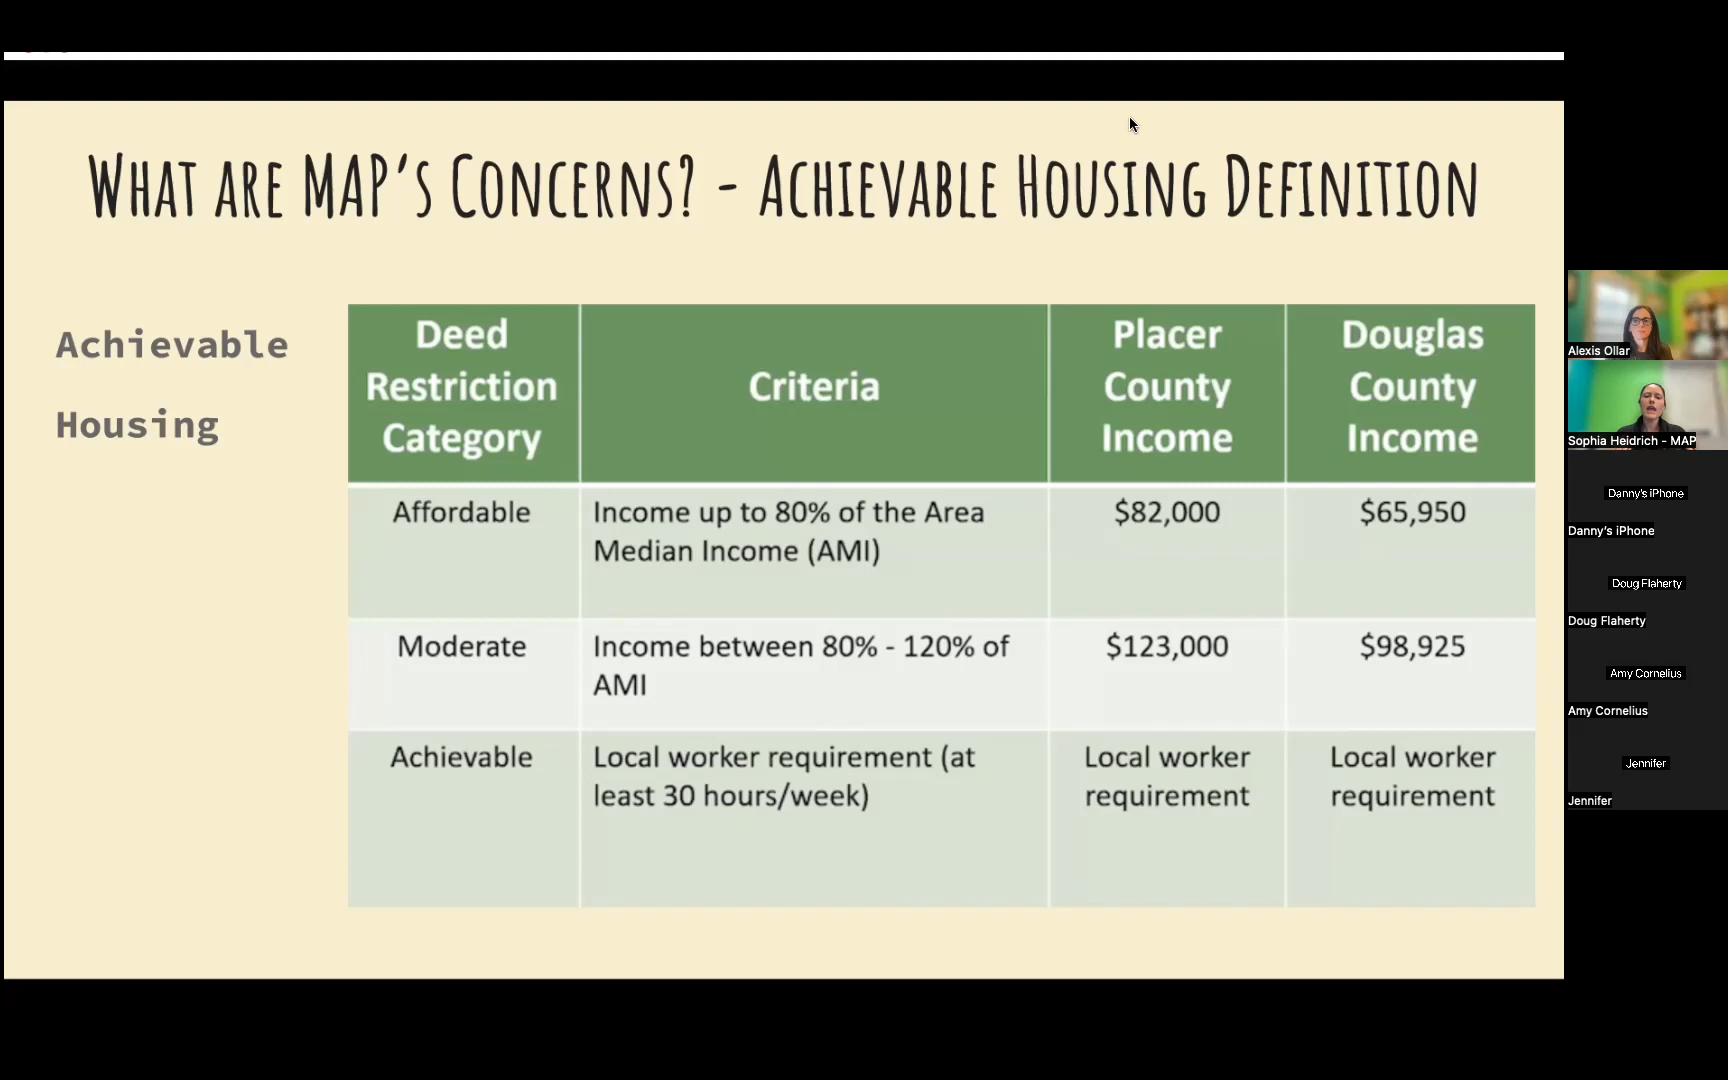 What are MAP's Concerns? - Achievable Housing Definition
Achievable
Housing
Deed
Restriction
Category
Criteria
Placer
County
Income
Douglas
County
Income
Affordable
Income up to 80% of the Area
Median Income (AMI)
$82,000
$65,950
Moderate
Income between 80% - 120% of
AMI
$123,000
$98,925
Achievable
Local worker requirement (at
least 30 hours/week)
Local worker
requirement
Local worker
requirement
Alexis Ollar
Sophia Heidrich - MAP
Danny's iPhone
Danny's iPhone
Doug Flaherty
Doug Flaherty
Amy Cornelius
Amy Cornelius
Jennifer
Jennifer